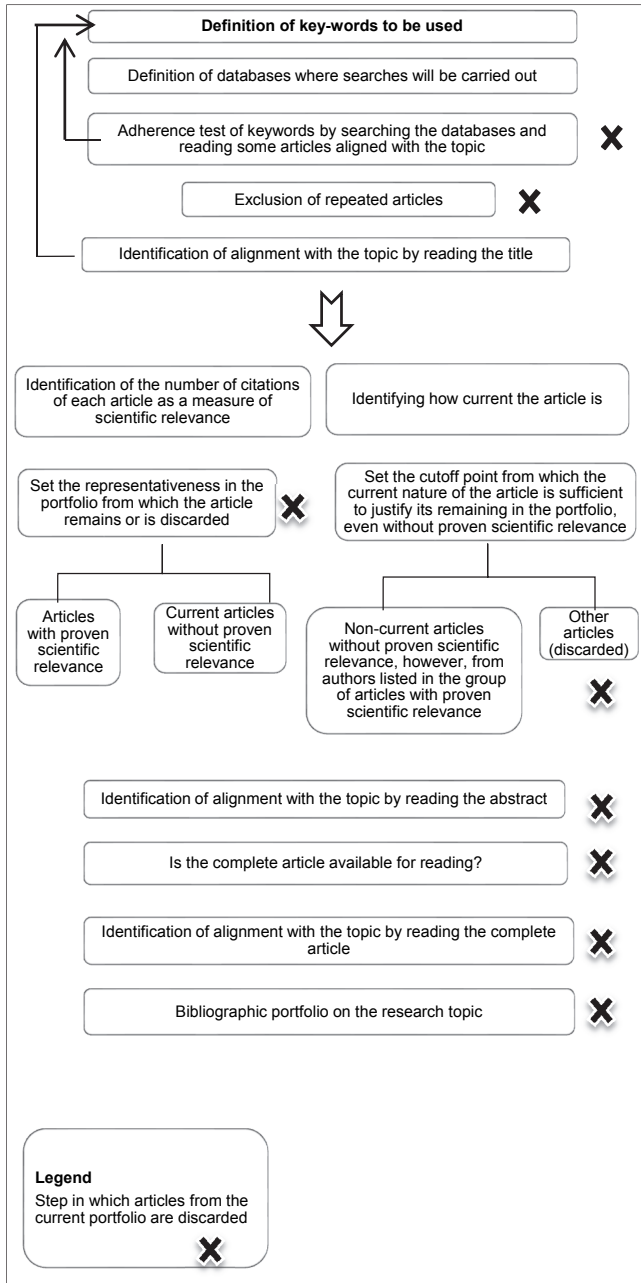 Definition of key-words to be used
Definition of databases where searches will be carried out
Adherence test of keywords by searching the databases and
reading some articles aligned with the topic
Exclusion of repeated articles
Identification of alignment with the topic by reading the title
Identification of the number of citations
of each article as a measure of
scientific relevance
Identifying how current the article is
Set the representativeness in the
portfolio from which the article
remains or is discarded
Set the cutoff point from which the
current nature of the article is sufficient
to justify its remaining in the portfolio,
even without proven scientific relevance
Articles
with proven
scientific
relevance
Current articles
without proven
scientific
relevance
Non-current articles
without proven scientific
relevance, however, from
authors listed in the group
of articles with proven
scientific relevance
Other
articles
(discarded)
Identification of alignment with the topic by reading the abstract
Is the complete article available for reading?
Identification of alignment with the topic by reading the complete
article
Bibliographic portfolio on the research topic
Legend
Step in which articles from the
current portfolio are discarded